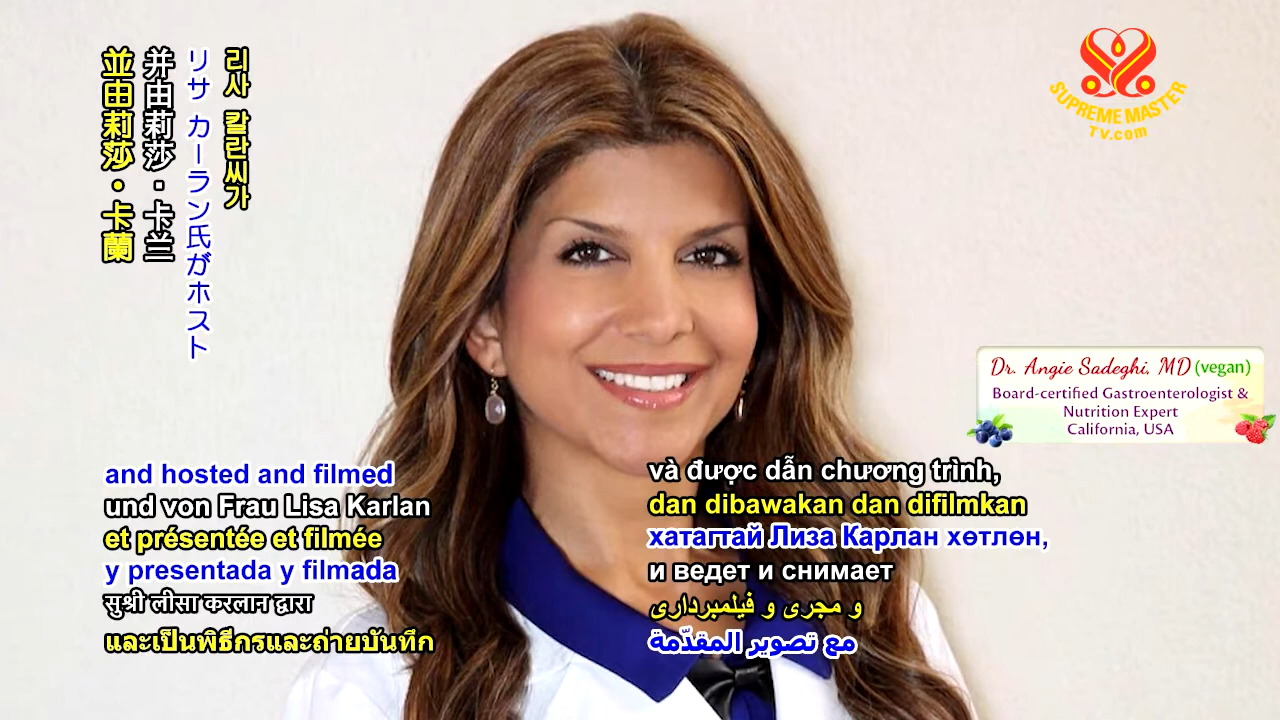 並由莉莎·卡蘭
并由莉莎·卡兰
リサ カーラン氏がホスト
리사 칼란씨가
SUPREME MASTER
TV.com
Dr. Angie Sadeghi, MD (vegan)
Board-certified Gastroenterologist &
Nutrition Expert
California, USA
and hosted and filmed
und von Frau Lisa Karlan
et présentée et filmée
y presentada y filmada
सुश्री लीसा करलान द्वारा
และเป็นพิธีกรและถ่ายบันทึก
và được dẫn chương trình,
dan dibawakan dan difilmkan
хатагтай Лиза Карлан хөтлөн,
и ведет и снимает
و مجری و فیلمبرداری
مع تصوير المقدّمة